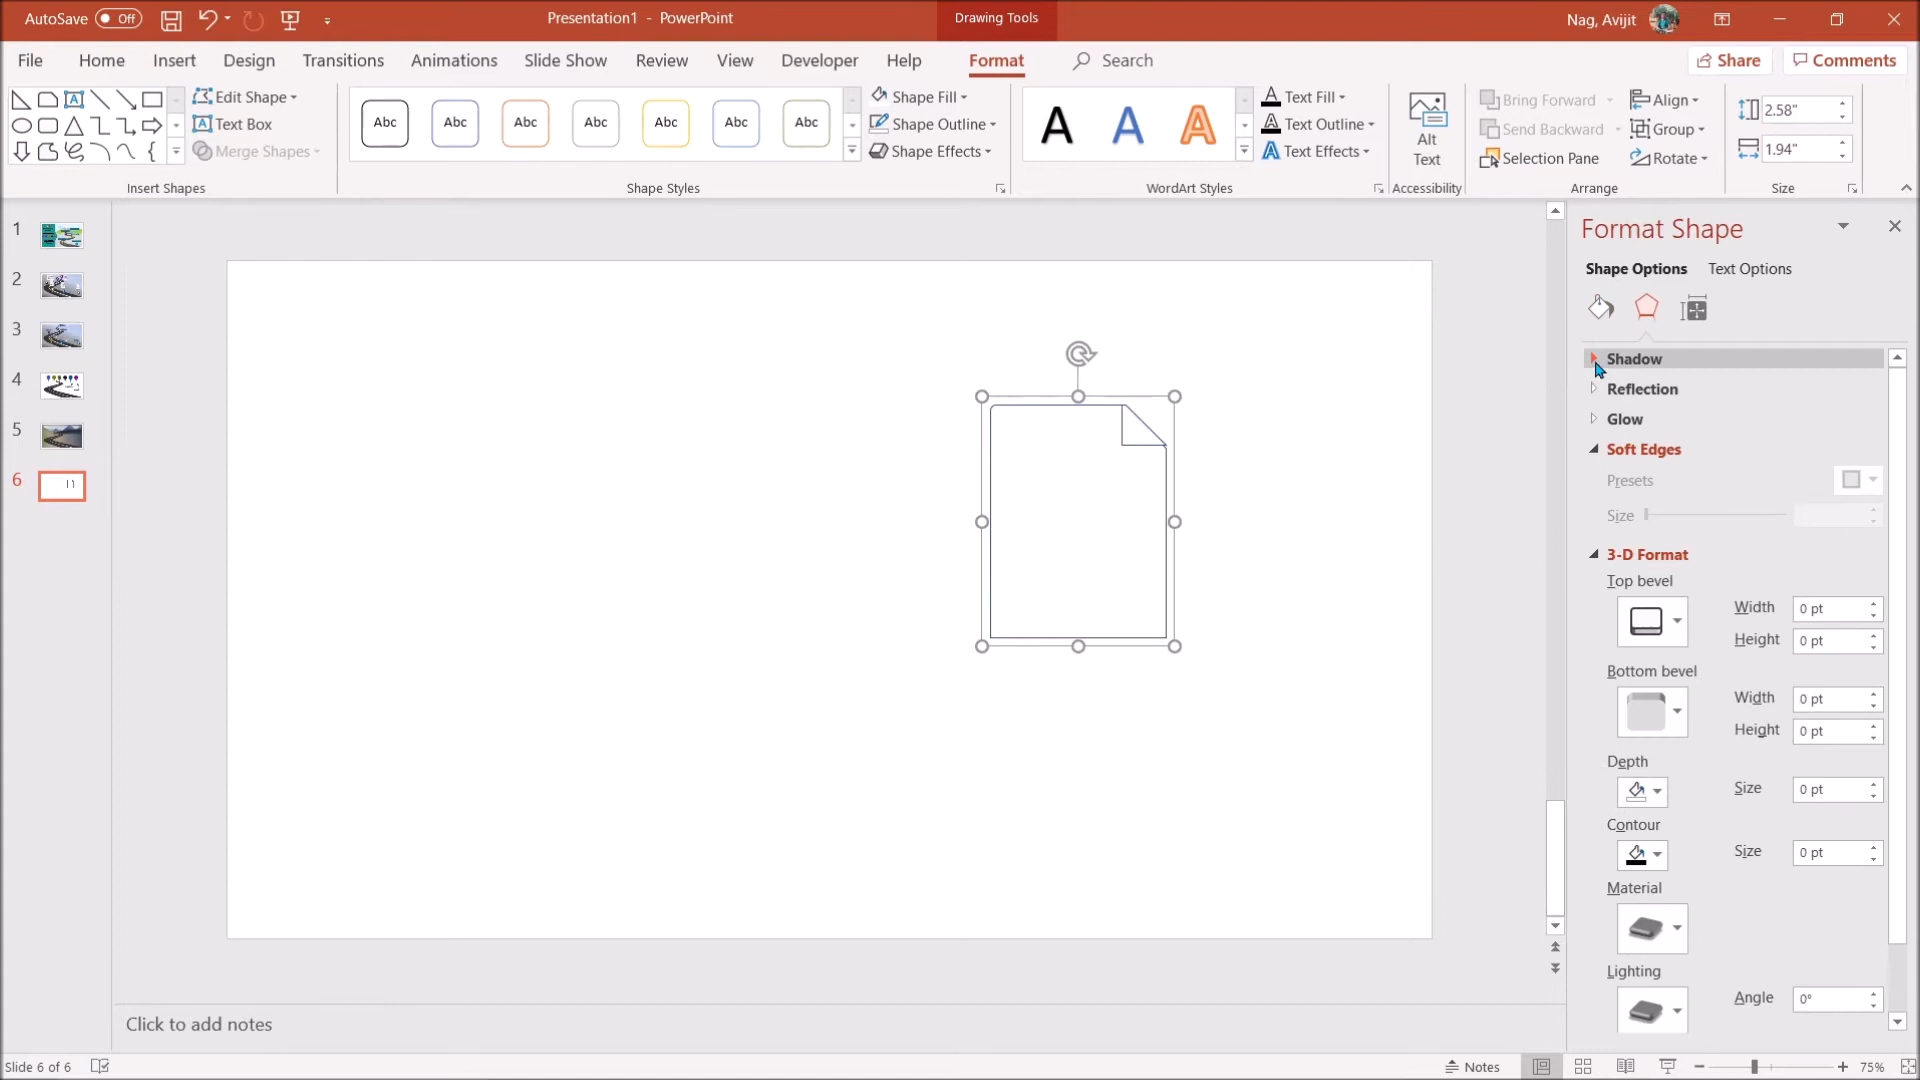 AutoSave Off Presentation1 - PowerPoint Drawing Tools Nag, Avijit
File Home Insert Design Transitions Animations Slide Show Review View Developer Help Format Search Share Comments
Edit Shape
Text Box
Merge Shapes
Insert Shapes
Abc Abc Abc Abc Abc Abc Abc
Shape Fill
Shape Outline
Shape Effects
Shape Styles
A A A
Text Fill
Text Outline
Text Effects
WordArt Styles
Alt
Text
Accessibility
Bring Forward
Send Backward
Selection Pane
Align
Group
Rotate
Arrange
2.58"
1.94"
Size
1
2
3
4
5
6
Format Shape
Shape Options Text Options
Shadow
Reflection
Glow
Soft Edges
Presets
Size
3-D Format
Top bevel
Width 0 pt
Height 0 pt
Bottom bevel
Width 0 pt
Height 0 pt
Depth
Size 0 pt
Contour
Size 0 pt
Material
Lighting
Angle 0°
Click to add notes
Slide 6 of 6 Notes 75%